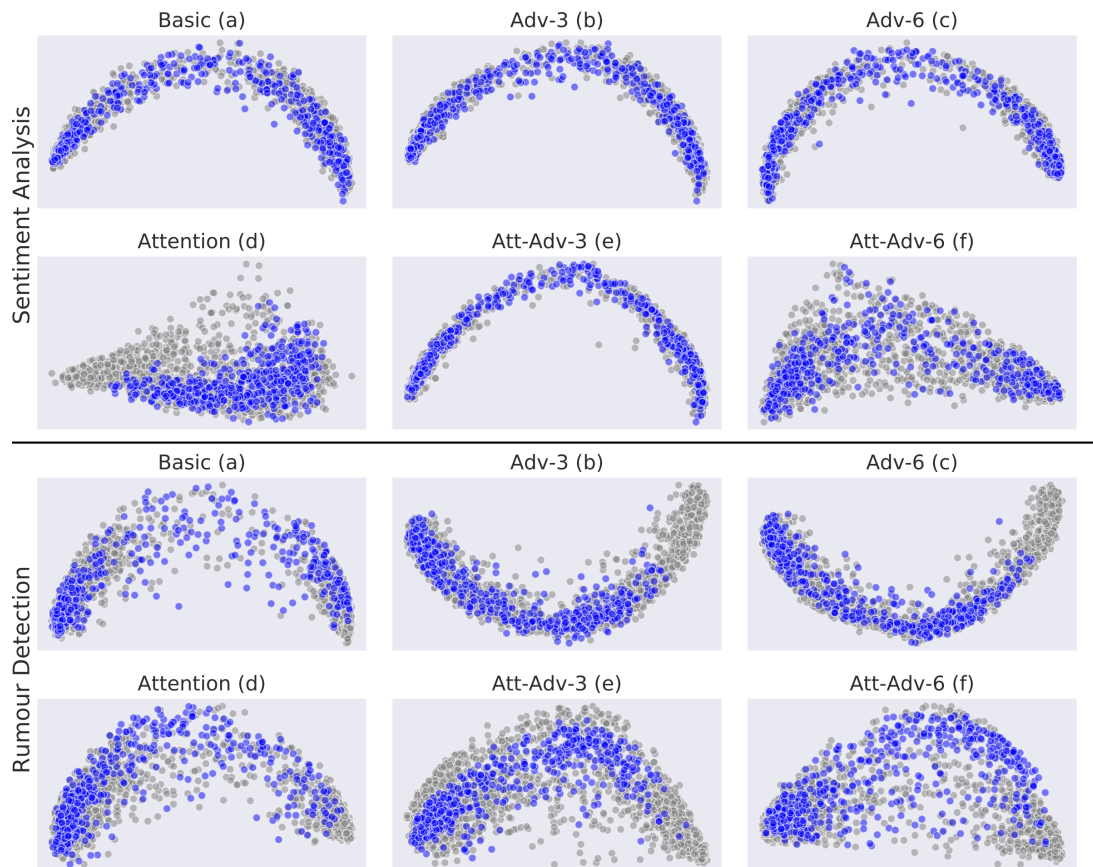 Sentiment Analysis
Basic (a)
Adv-3 (b)
Adv-6 (c)
Attention (d)
Att-Adv-3 (e)
Att-Adv-6 (f)
Rumour Detection
Basic (a)
Adv-3 (b)
Adv-6 (c)
Attention (d)
Att-Adv-3 (e)
Att-Adv-6 (f)